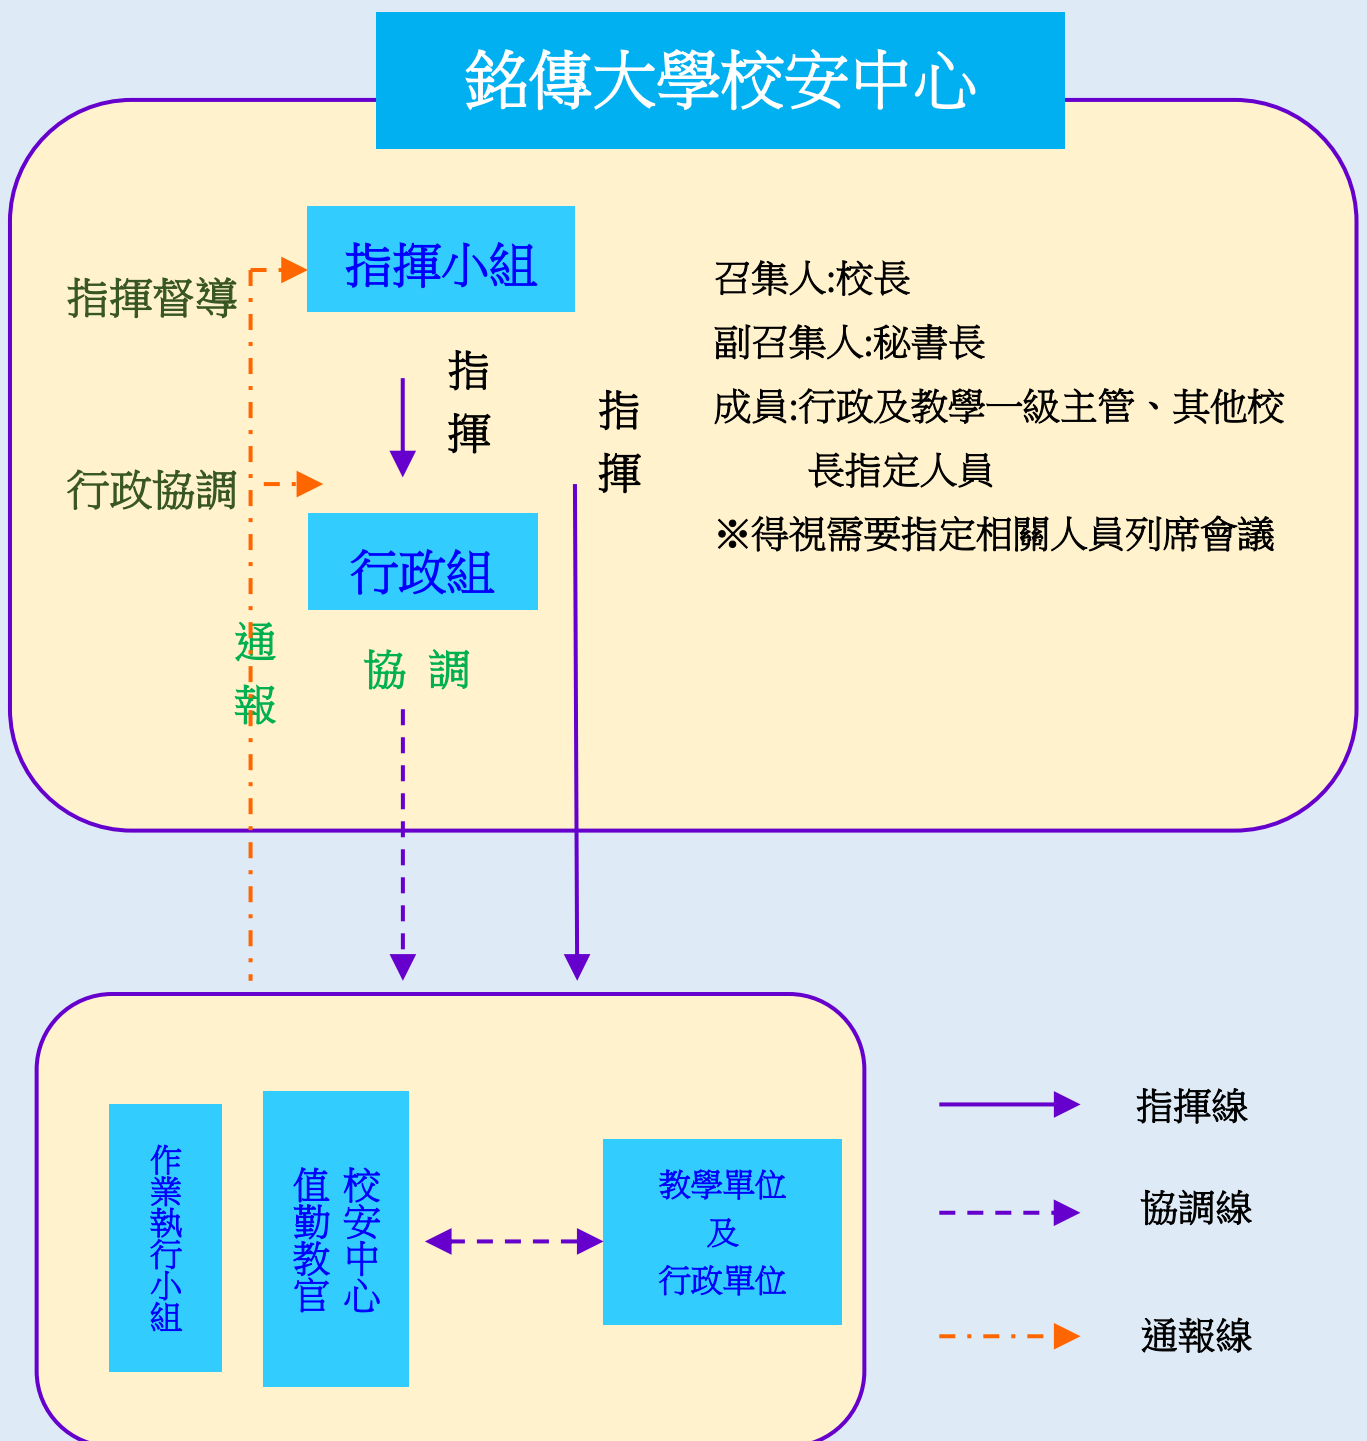 銘傳大學校安中心
指揮小組
指揮督導
指
揮
指
揮
召集人:校長
副召集人:秘書長
成員:行政及教學一級主管、其他校
長指定人員
※得視需要指定相關人員列席會議
行政協調
行政組
通
報
協 調
作業執行小組
校安中心
值勤教官
教學單位
及
行政單位
指揮線
協調線
通報線